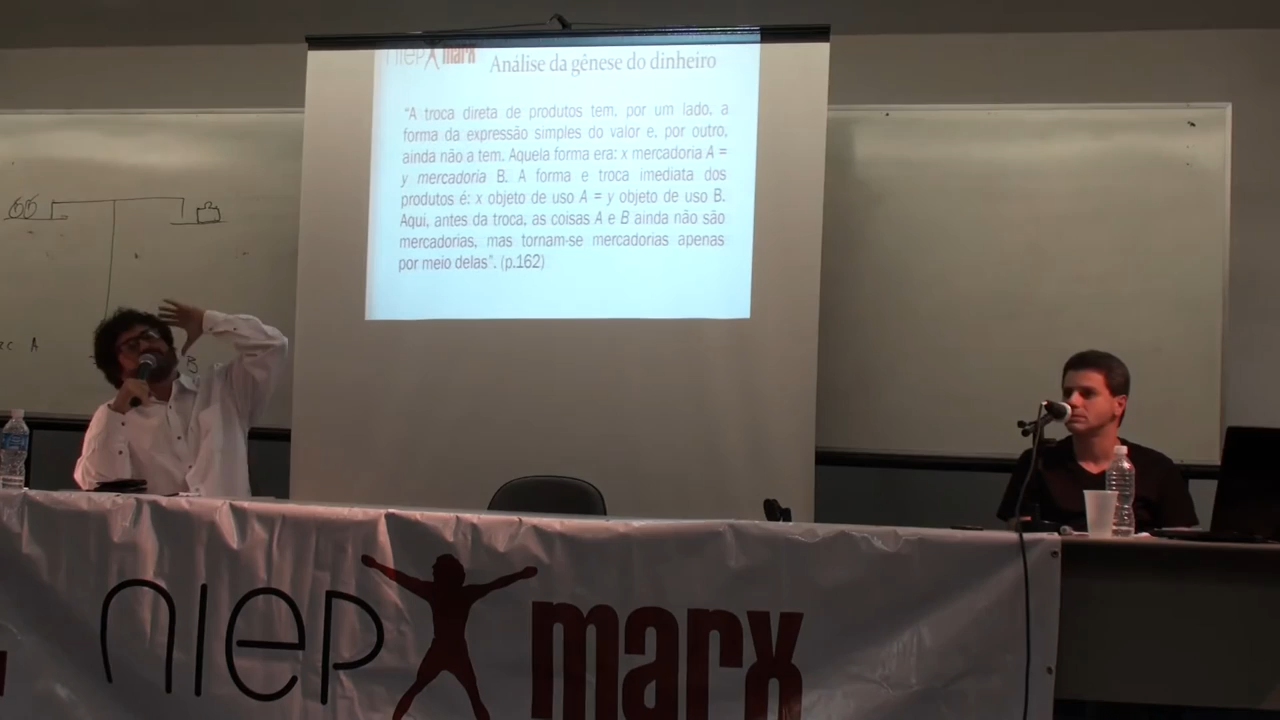 niep marx
Análise da gênese do dinheiro
“A troca direta de produtos tem, por um lado, a
forma da expressão simples do valor e, por outro,
ainda não a tem. Aquela forma era: x mercadoria A =
y mercadoria B. A forma e troca imediata dos
produtos é: x objeto de uso A = y objeto de uso B.
Aqui, antes da troca, as coisas A e B ainda não são
mercadorias, mas tornam-se mercadorias apenas
por meio delas”. (p.162)
A
B
niep marx